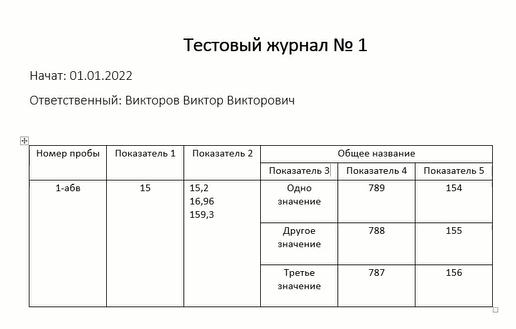 Тестовый журнал № 1
Начат: 01.01.2022
Ответственный: Викторов Виктор Викторович
Номер пробы Показатель 1 Показатель 2 Общее название
Показатель 3 Показатель 4 Показатель 5
1-абв 15 15,2 Одно 789 154
16,96 значение
159,3
Другое 788 155
значение
Третье 787 156
значение